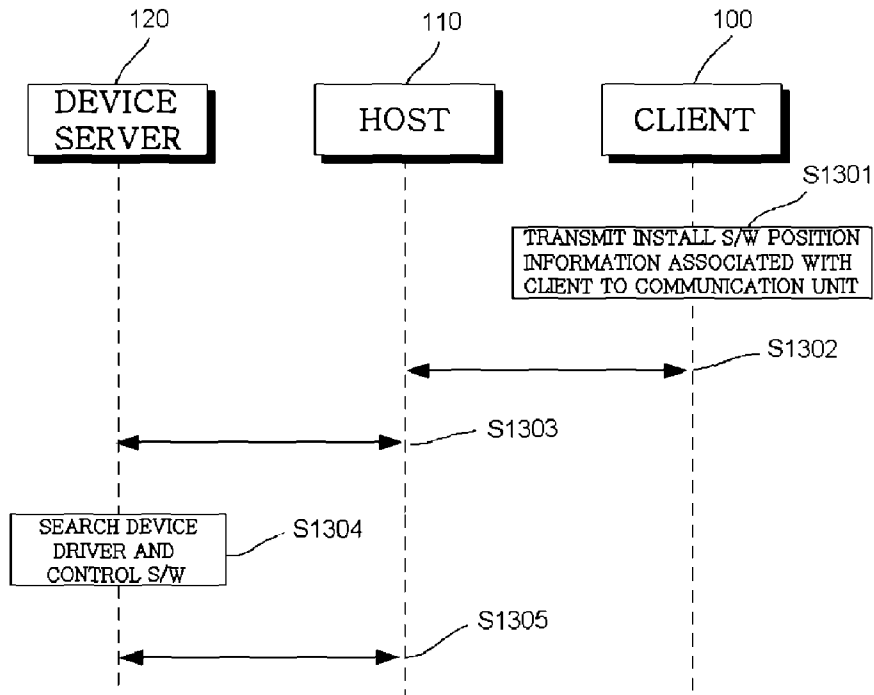 120
110
100
DEVICE
SERVER
HOST
CLIENT
S1301
TRANSMIT INSTALL S/W POSITION
INFORMATION ASSOCIATED WITH
CLIENT TO COMMUNICATION UNIT
S1302
S1303
SEARCH DEVICE
DRIVER AND
CONTROL S/W
S1304
S1305